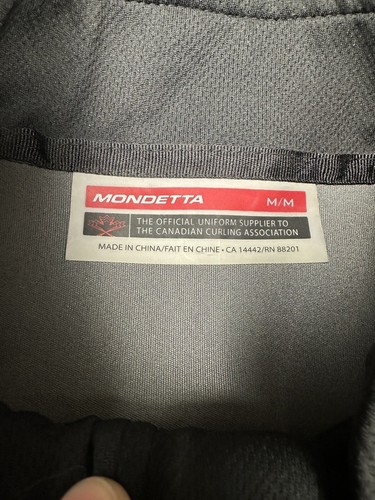 MONDETTA M/M
THE OFFICIAL UNIFORM SUPPLIER TO
THE CANADIAN CURLING ASSOCIATION
MADE IN CHINA/FAIT EN CHINE • CA 14442/RN 88201